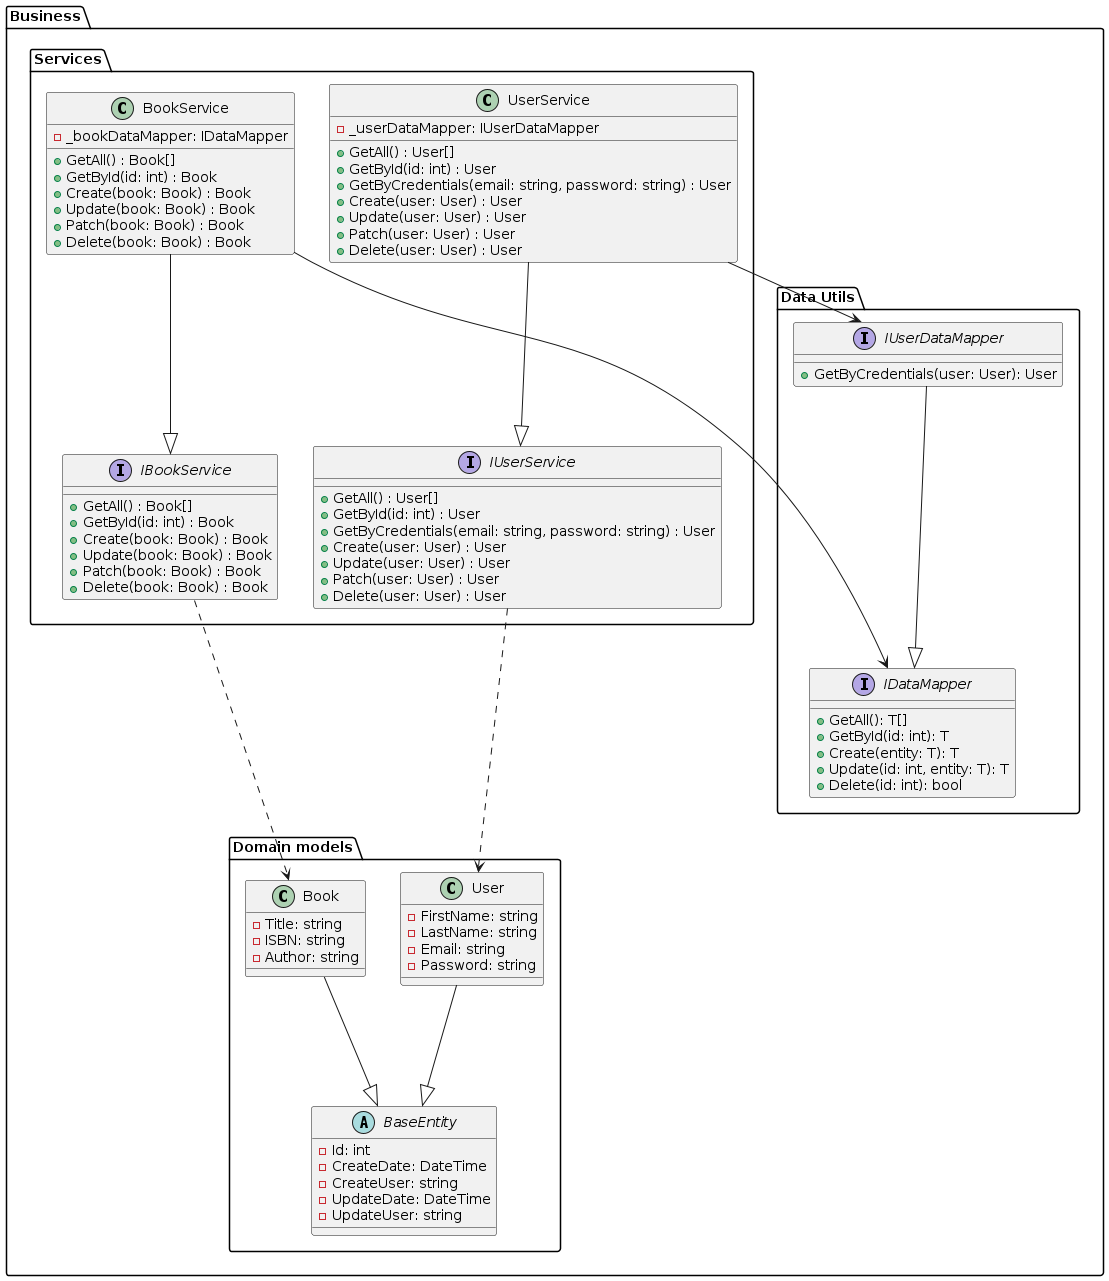 Business
Services
C BookService
_bookDataMapper: IDataMapper
GetAll() : Book[]
GetById(id: int) : Book
Create(book: Book) : Book
Update(book: Book) : Book
Patch(book: Book) : Book
Delete(book: Book) : Book
C UserService
_userDataMapper: IUserDataMapper
GetAll() : User[]
GetById(id: int) : User
GetByCredentials(email: string, password: string) : User
Create(user: User) : User
Update(user: User) : User
Patch(user: User) : User
Delete(user: User) : User
I IBookService
GetAll() : Book[]
GetById(id: int) : Book
Create(book: Book) : Book
Update(book: Book) : Book
Patch(book: Book) : Book
Delete(book: Book) : Book
I IUserService
GetAll() : User[]
GetById(id: int) : User
GetByCredentials(email: string, password: string) : User
Create(user: User) : User
Update(user: User) : User
Patch(user: User) : User
Delete(user: User) : User
Data Utils
I IUserDataMapper
GetByCredentials(user: User): User
I IDataMapper
GetAll(): T[]
GetById(id: int): T
Create(entity: T): T
Update(id: int, entity: T): T
Delete(id: int): bool
Domain models
C Book
Title: string
ISBN: string
Author: string
C User
FirstName: string
LastName: string
Email: string
Password: string
A BaseEntity
Id: int
CreateDate: DateTime
CreateUser: string
UpdateDate: DateTime
UpdateUser: string